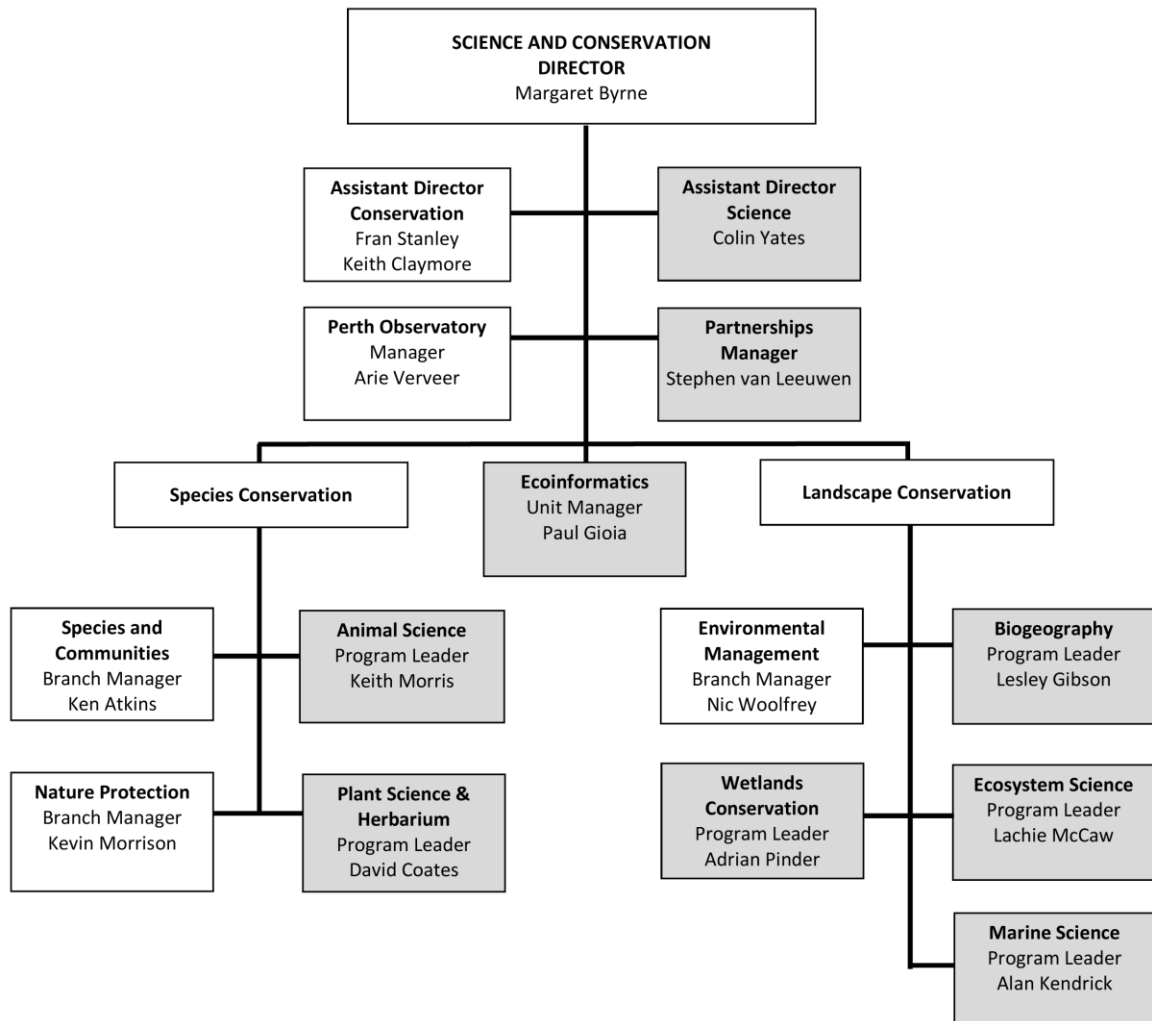 SCIENCE AND CONSERVATION
DIRECTOR
Margaret Byrne
Assistant Director
Conservation
Fran Stanley
Keith Claymore
Assistant Director
Science
Colin Yates
Perth Observatory
Manager
Arie Verveer
Partnerships
Manager
Stephen van Leeuwen
Species Conservation
Ecoinformatics
Unit Manager
Paul Gioia
Landscape Conservation
Species and
Communities
Branch Manager
Ken Atkins
Animal Science
Program Leader
Keith Morris
Environmental
Management
Branch Manager
Nic Woolfrey
Biogeography
Program Leader
Lesley Gibson
Nature Protection
Branch Manager
Kevin Morrison
Plant Science &
Herbarium
Program Leader
David Coates
Wetlands
Conservation
Program Leader
Adrian Pinder
Ecosystem Science
Program Leader
Lachie McCaw
Marine Science
Program Leader
Alan Kendrick